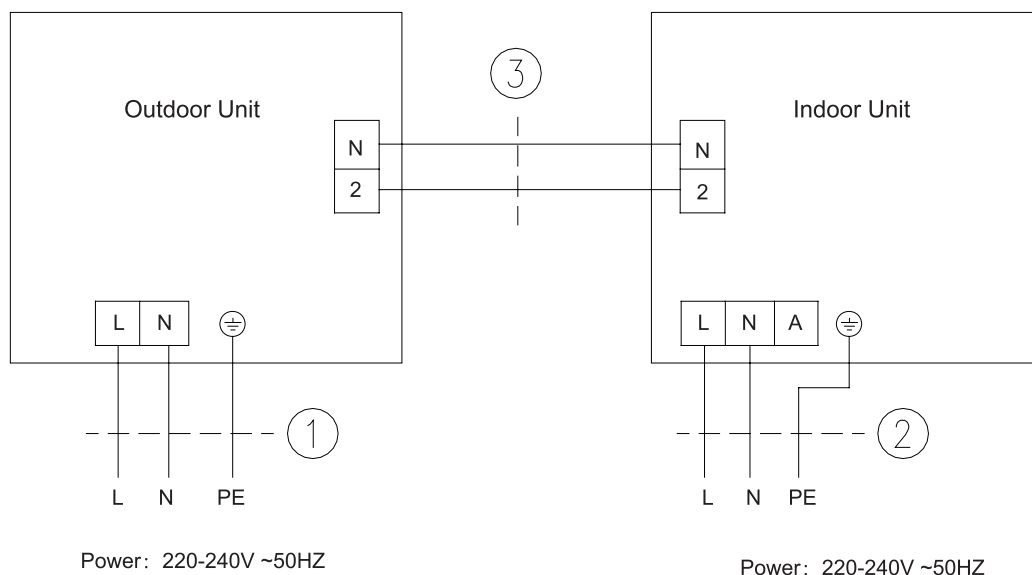 3
Outdoor Unit
Indoor Unit
N
N
2
2
L N
L N A
1
2
L N PE
L N PE
Power: 220-240V ~50HZ
Power: 220-240V ~50HZ